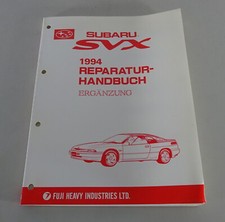 SUBARU
SVX
1994
REPARATUR-
HANDBUCH
ERGÄNZUNG
FUJI HEAVY INDUSTRIES LTD.